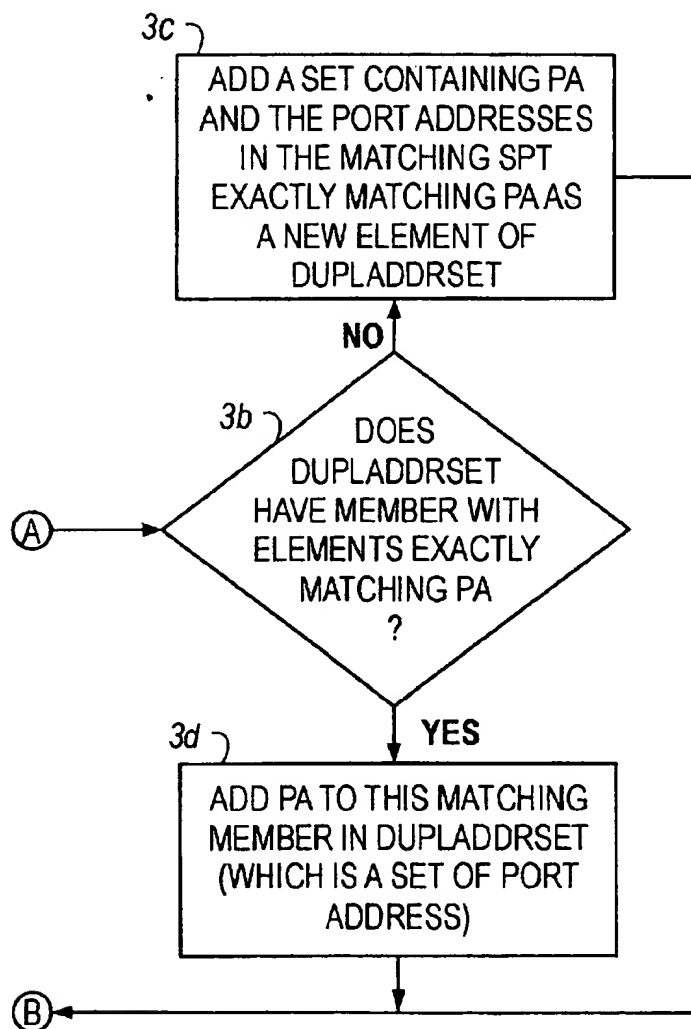 3c
ADD A SET CONTAINING PA
AND THE PORT ADDRESSES
IN THE MATCHING SPT
EXACTLY MATCHING PA AS
A NEW ELEMENT OF
DUPLADDRSET
NO
3b
DOES
DUPLADDRSET
HAVE MEMBER WITH
ELEMENTS EXACTLY
MATCHING PA
?
A
YES
3d
ADD PA TO THIS MATCHING
MEMBER IN DUPLADDRSET
(WHICH IS A SET OF PORT
ADDRESS)
B